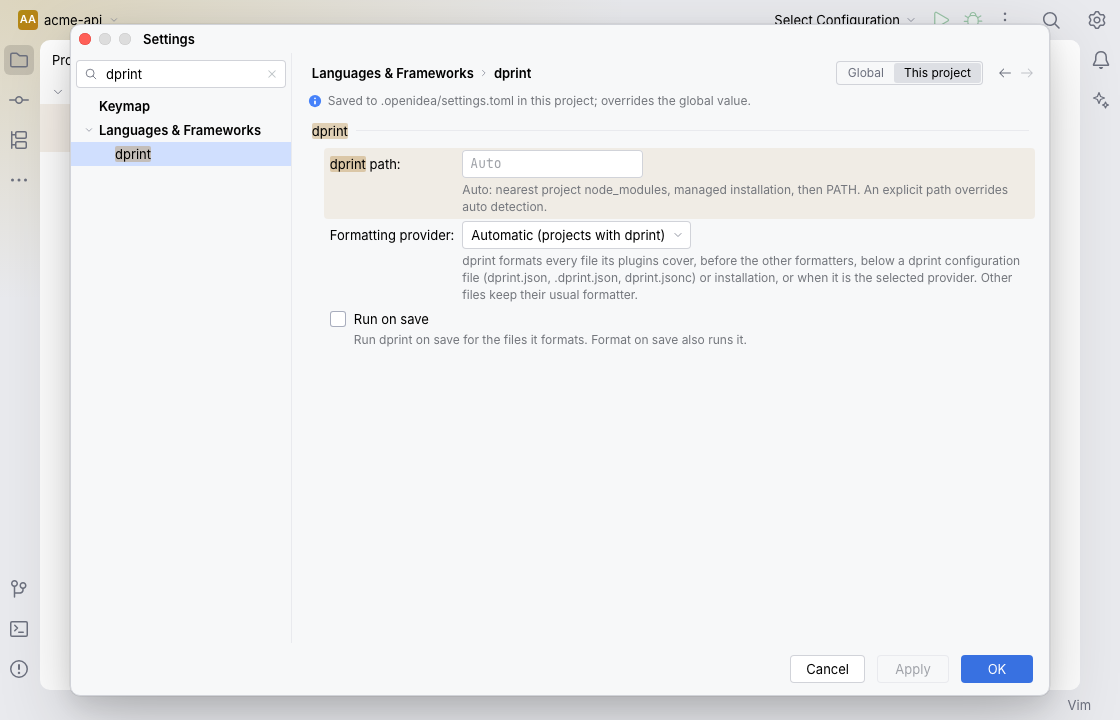 AA acme-api
Select Configuration
Settings
Pro
dprint
Keymap
Languages & Frameworks
dprint
Languages & Frameworks › dprint
Global This project
Saved to .openidea/settings.toml in this project; overrides the global value.
dprint
dprint path: Auto
Auto: nearest project node_modules, managed installation, then PATH. An explicit path overrides
auto detection.
Formatting provider: Automatic (projects with dprint)
dprint formats every file its plugins cover, before the other formatters, below a dprint configuration
file (dprint.json, .dprint.json, dprint.jsonc) or installation, or when it is the selected provider. Other
files keep their usual formatter.
Run on save
Run dprint on save for the files it formats. Format on save also runs it.
Cancel Apply OK
Vim